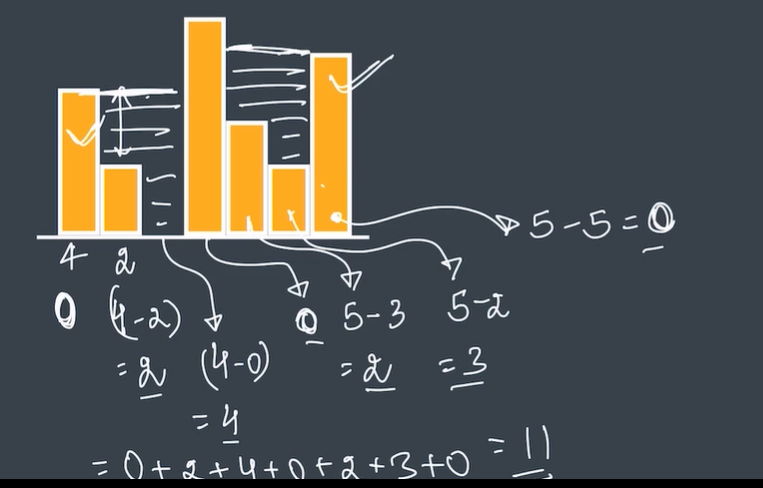 5-5=0
4 2
0 (4-2) 0 5-3 5-2
=2 (4-0) =2 =3
=4
=0+2+4+0+2+3+0 =11